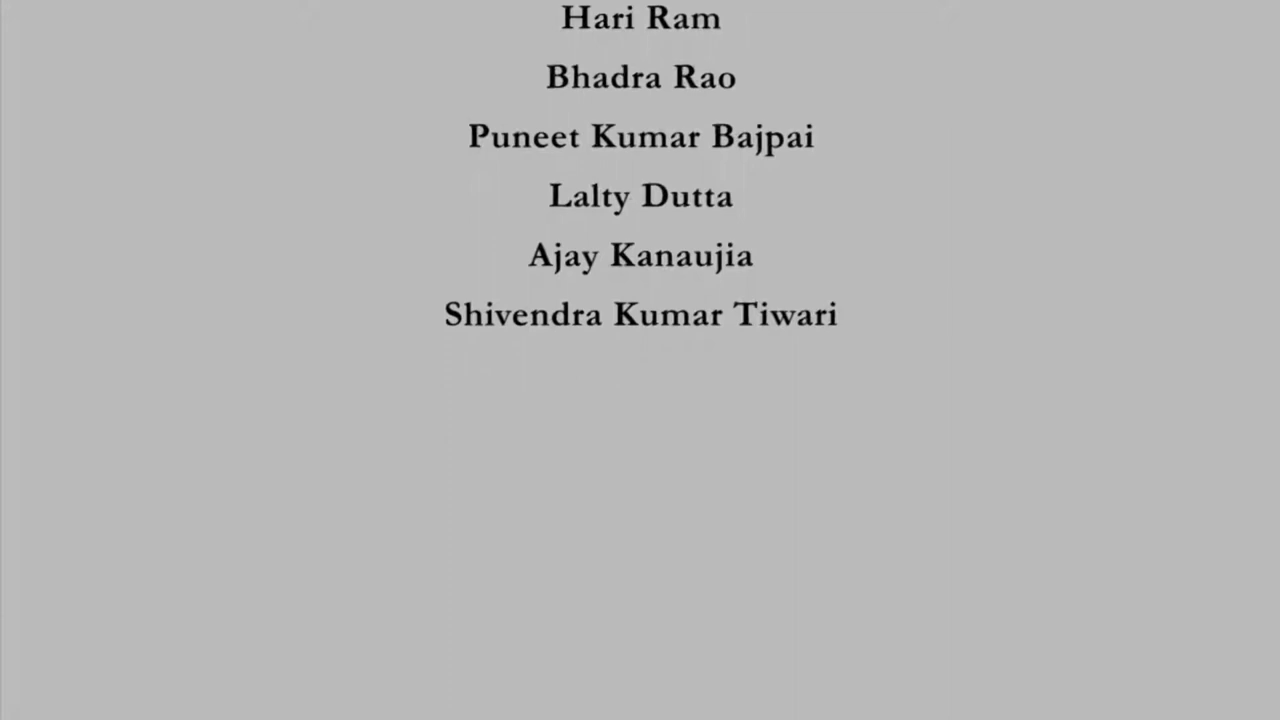 Hari Ram
Bhadra Rao
Puneet Kumar Bajpai
Lalty Dutta
Ajay Kanaujia
Shivendra Kumar Tiwari